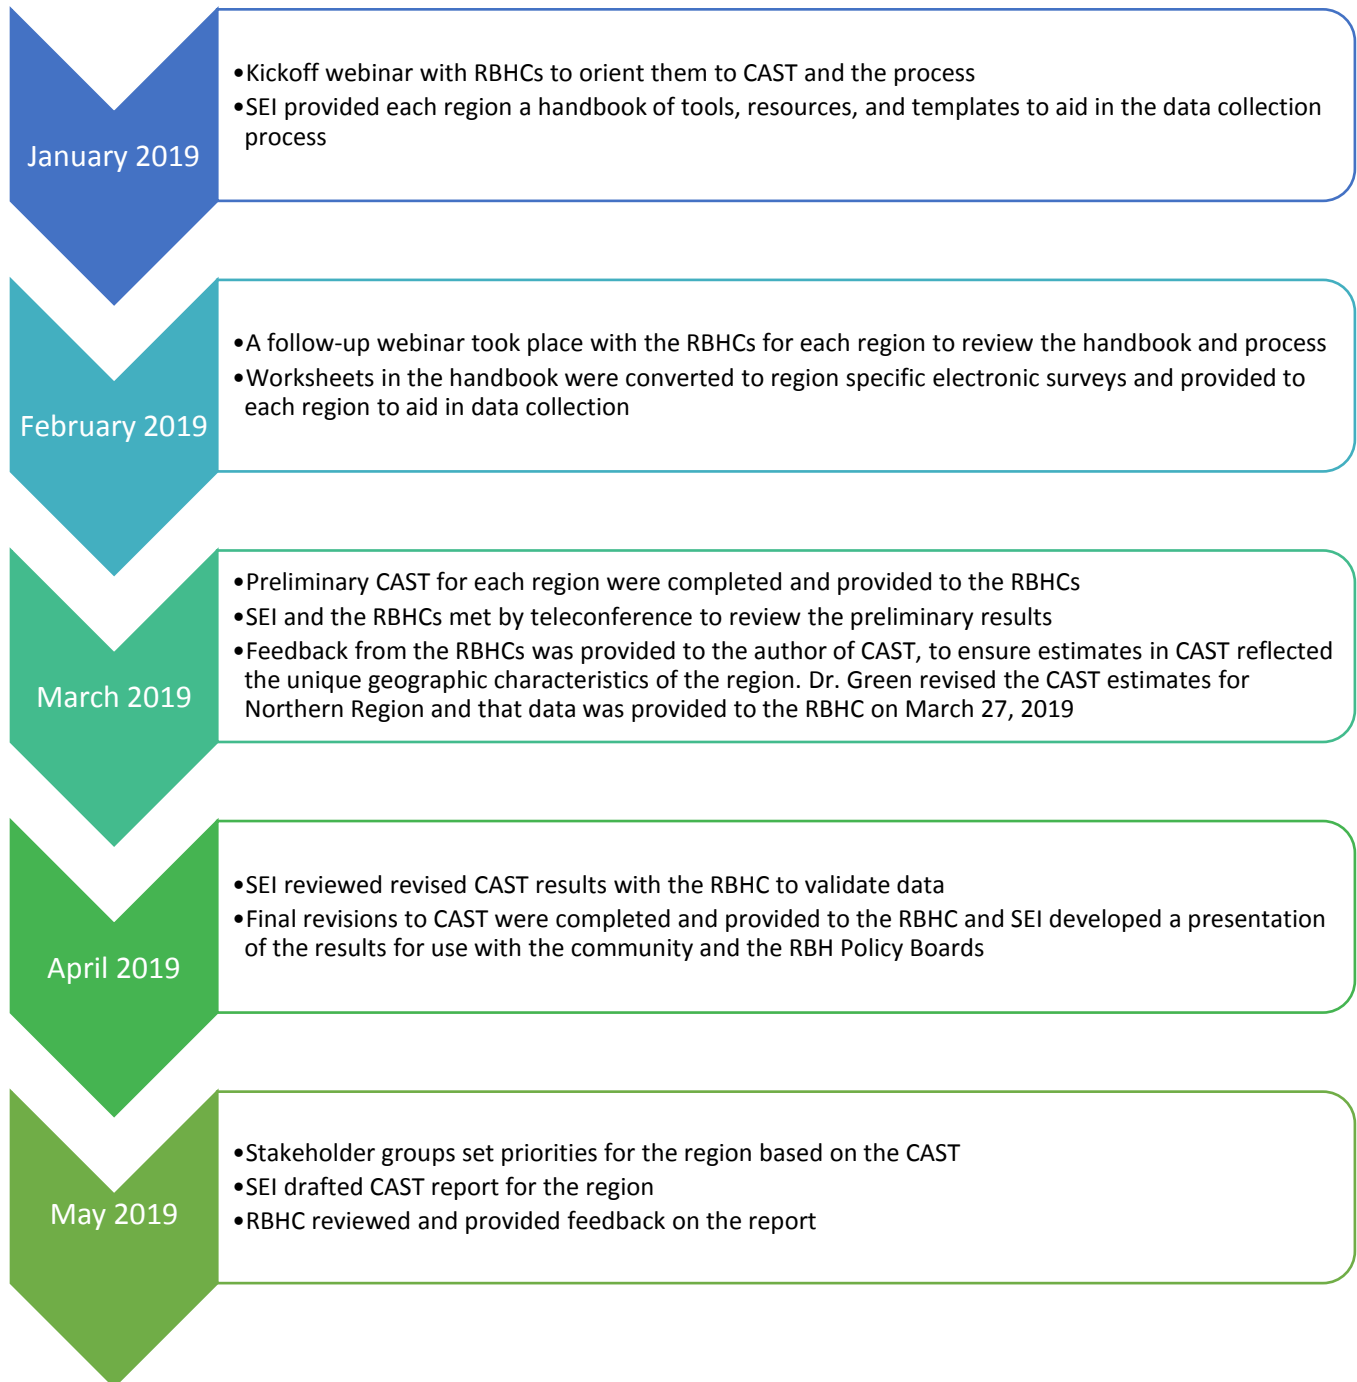 January 2019
•Kickoff webinar with RBHCs to orient them to CAST and the process
•SEI provided each region a handbook of tools, resources, and templates to aid in the data collection
process
February 2019
•A follow-up webinar took place with the RBHCs for each region to review the handbook and process
•Worksheets in the handbook were converted to region specific electronic surveys and provided to
each region to aid in data collection
March 2019
•Preliminary CAST for each region were completed and provided to the RBHCs
•SEI and the RBHCs met by teleconference to review the preliminary results
•Feedback from the RBHCs was provided to the author of CAST, to ensure estimates in CAST reflected
the unique geographic characteristics of the region. Dr. Green revised the CAST estimates for
Northern Region and that data was provided to the RBHC on March 27, 2019
April 2019
•SEI reviewed revised CAST results with the RBHC to validate data
•Final revisions to CAST were completed and provided to the RBHC and SEI developed a presentation
of the results for use with the community and the RBH Policy Boards
May 2019
•Stakeholder groups set priorities for the region based on the CAST
•SEI drafted CAST report for the region
•RBHC reviewed and provided feedback on the report